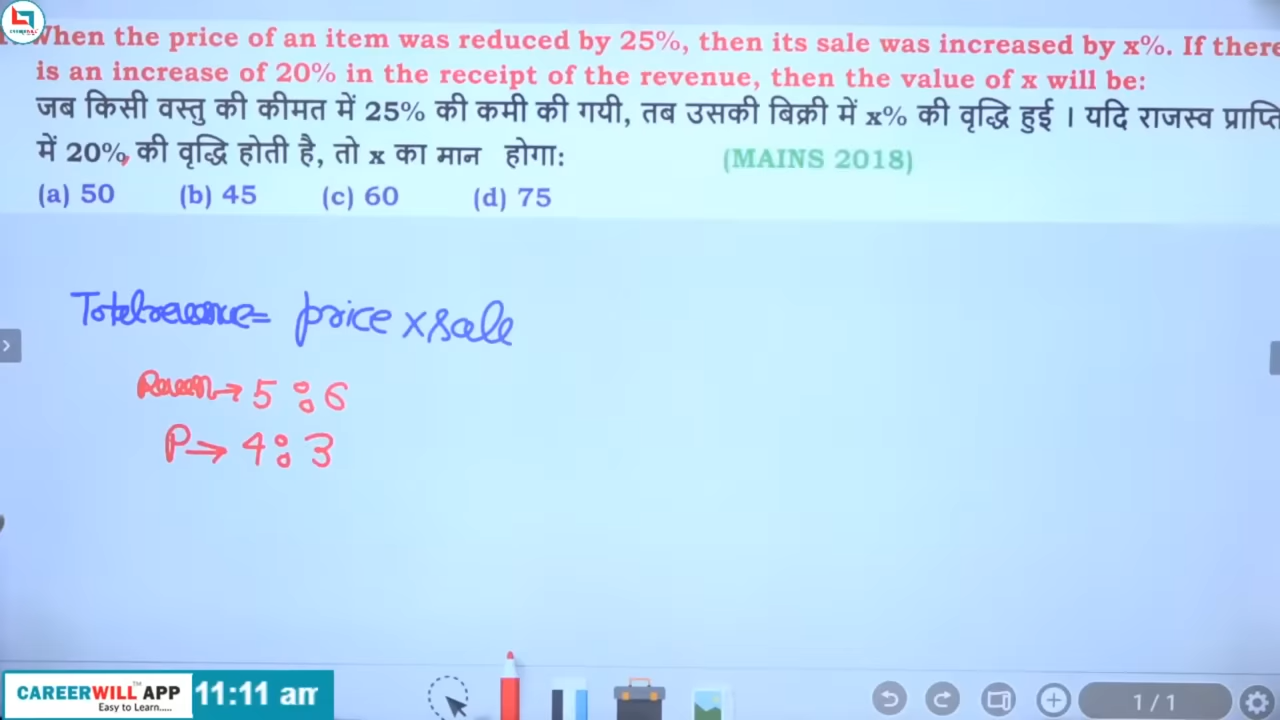 When the price of an item was reduced by 25%, then its sale was increased by x%. If there
is an increase of 20% in the receipt of the revenue, then the value of x will be:
जब किसी वस्तु की कीमत में 25% की कमी की गयी, तब उसकी बिक्री में x% की वृद्धि हुई । यदि राजस्व प्राप्ति
में 20% की वृद्धि होती है, तो x का मान होगा:
(MAINS 2018)
(a) 50 (b) 45 (c) 60 (d) 75
= price × sale
→ 5 : 6
P → 4 : 3
CAREERWILL APP
Easy to Learn.....
11:11 am
1 / 1